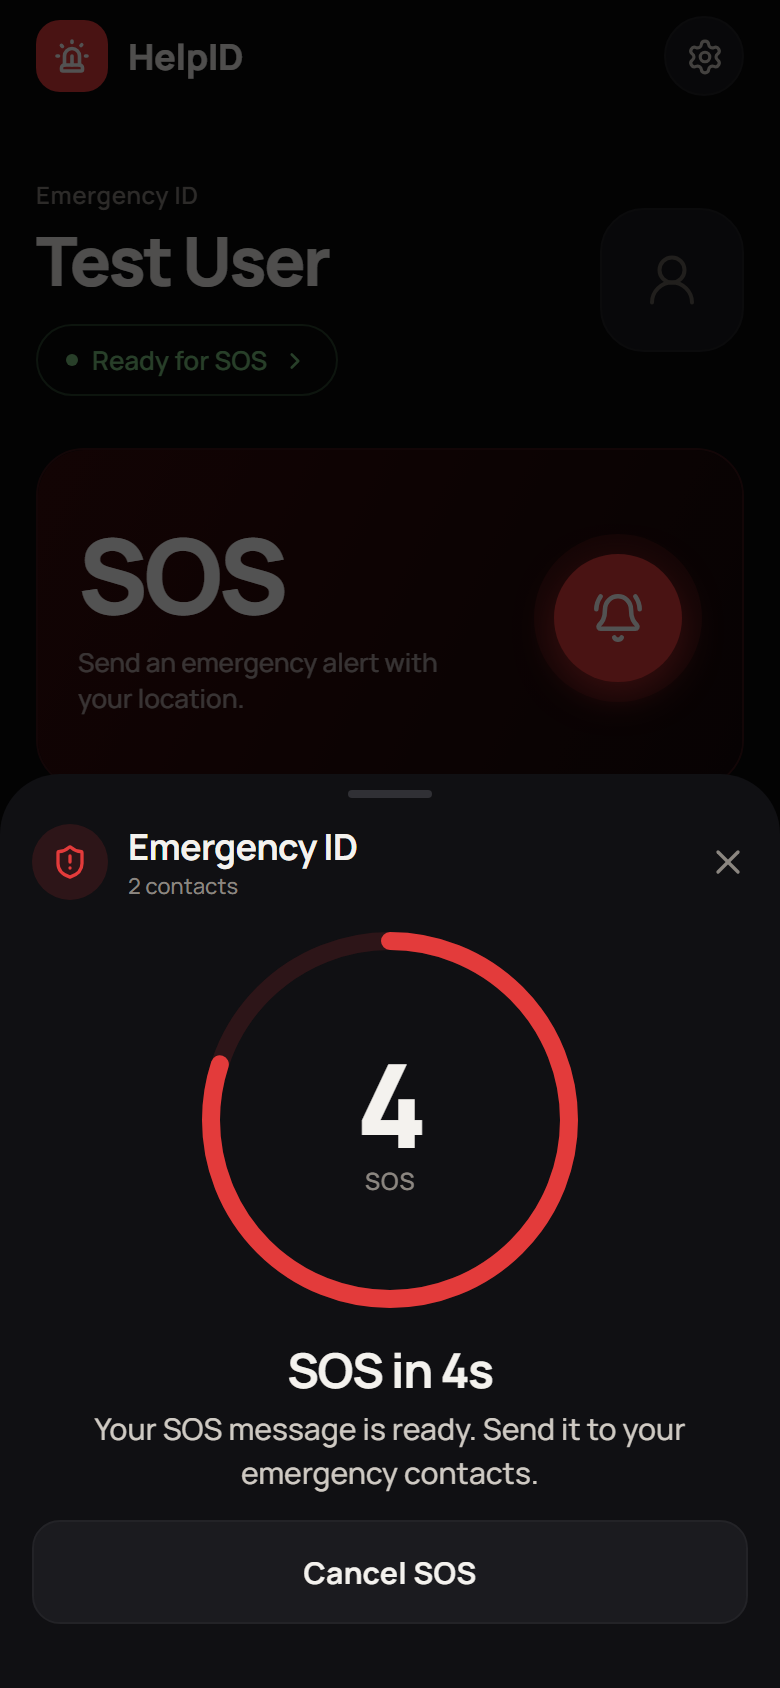 HelpID
Emergency ID
Test User
Ready for SOS
SOS
Send an emergency alert with
your location.
Emergency ID
2 contacts
4
SOS
SOS in 4s
Your SOS message is ready. Send it to your
emergency contacts.
Cancel SOS